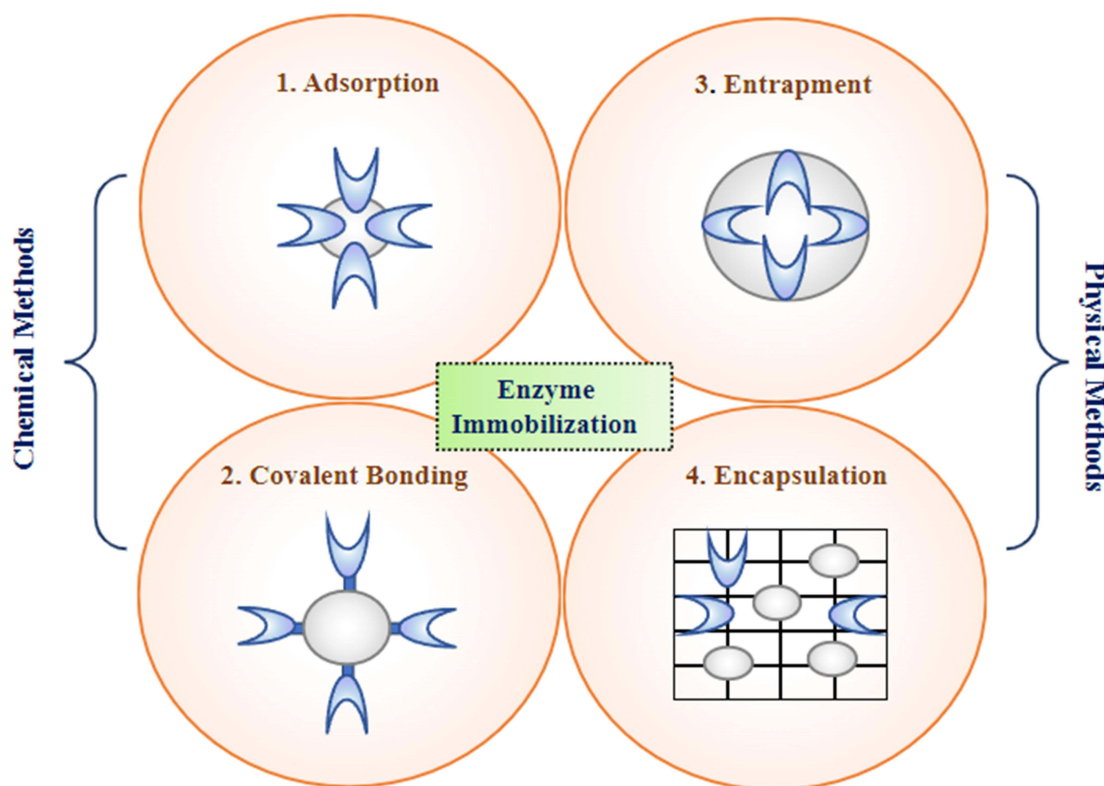 1. Adsorption
3. Entrapment
Chemical Methods
Physical Methods
Enzyme
Immobilization
2. Covalent Bonding
4. Encapsulation